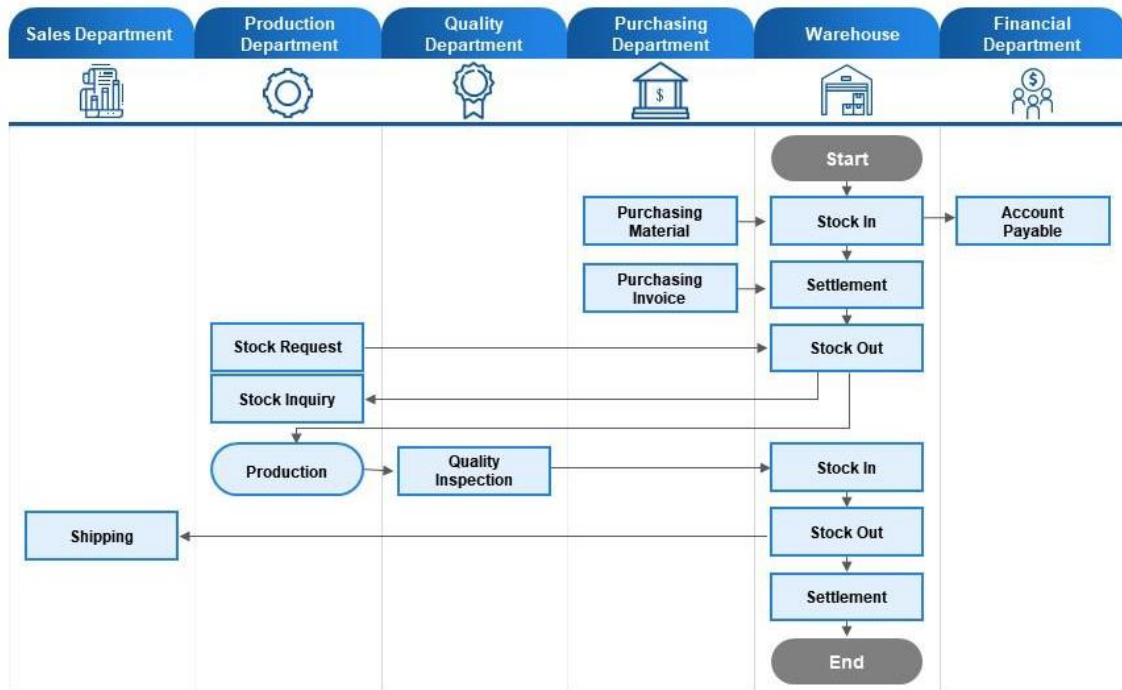 Sales Department
Production
Department
Quality
Department
Purchasing
Department
Warehouse
Financial
Department
$
$
Start
Purchasing
Material
Stock In
Account
Payable
Purchasing
Invoice
Settlement
Stock Request
Stock Out
Stock Inquiry
Production
Quality
Inspection
Stock In
Shipping
Stock Out
Settlement
End